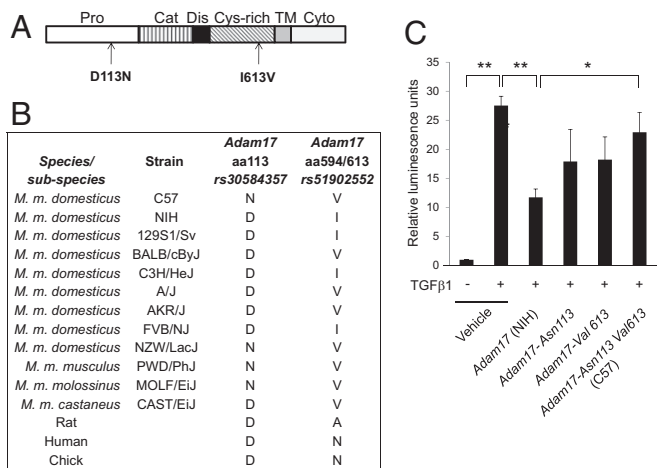 A
Pro Cat Dis Cys-rich TM Cyto
D113N I613V
B
Species/ sub-species Strain Adam17 aa113 rs30584357 Adam17 aa594/613 rs51902552
M. m. domesticus C57 N V
M. m. domesticus NIH D I
M. m. domesticus 129S1/Sv D I
M. m. domesticus BALB/cByJ D V
M. m. domesticus C3H/HeJ D I
M. m. domesticus A/J D V
M. m. domesticus AKR/J D V
M. m. domesticus FVB/NJ D I
M. m. domesticus NZW/LacJ N V
M. m. musculus PWD/PhJ N V
M. m. molossinus MOLF/EiJ N V
M. m. castaneus CAST/EiJ D V
Rat D A
Human D N
Chick D N
C
** ** *
Relative luminescence units
35
30
25
20
15
10
5
0
TGFβ1 - + + + + +
Vehicle
Adam17 (NIH)
Adam17-Asn113
Adam17-Val 613
Adam17-Asn113 Val613
(C57)